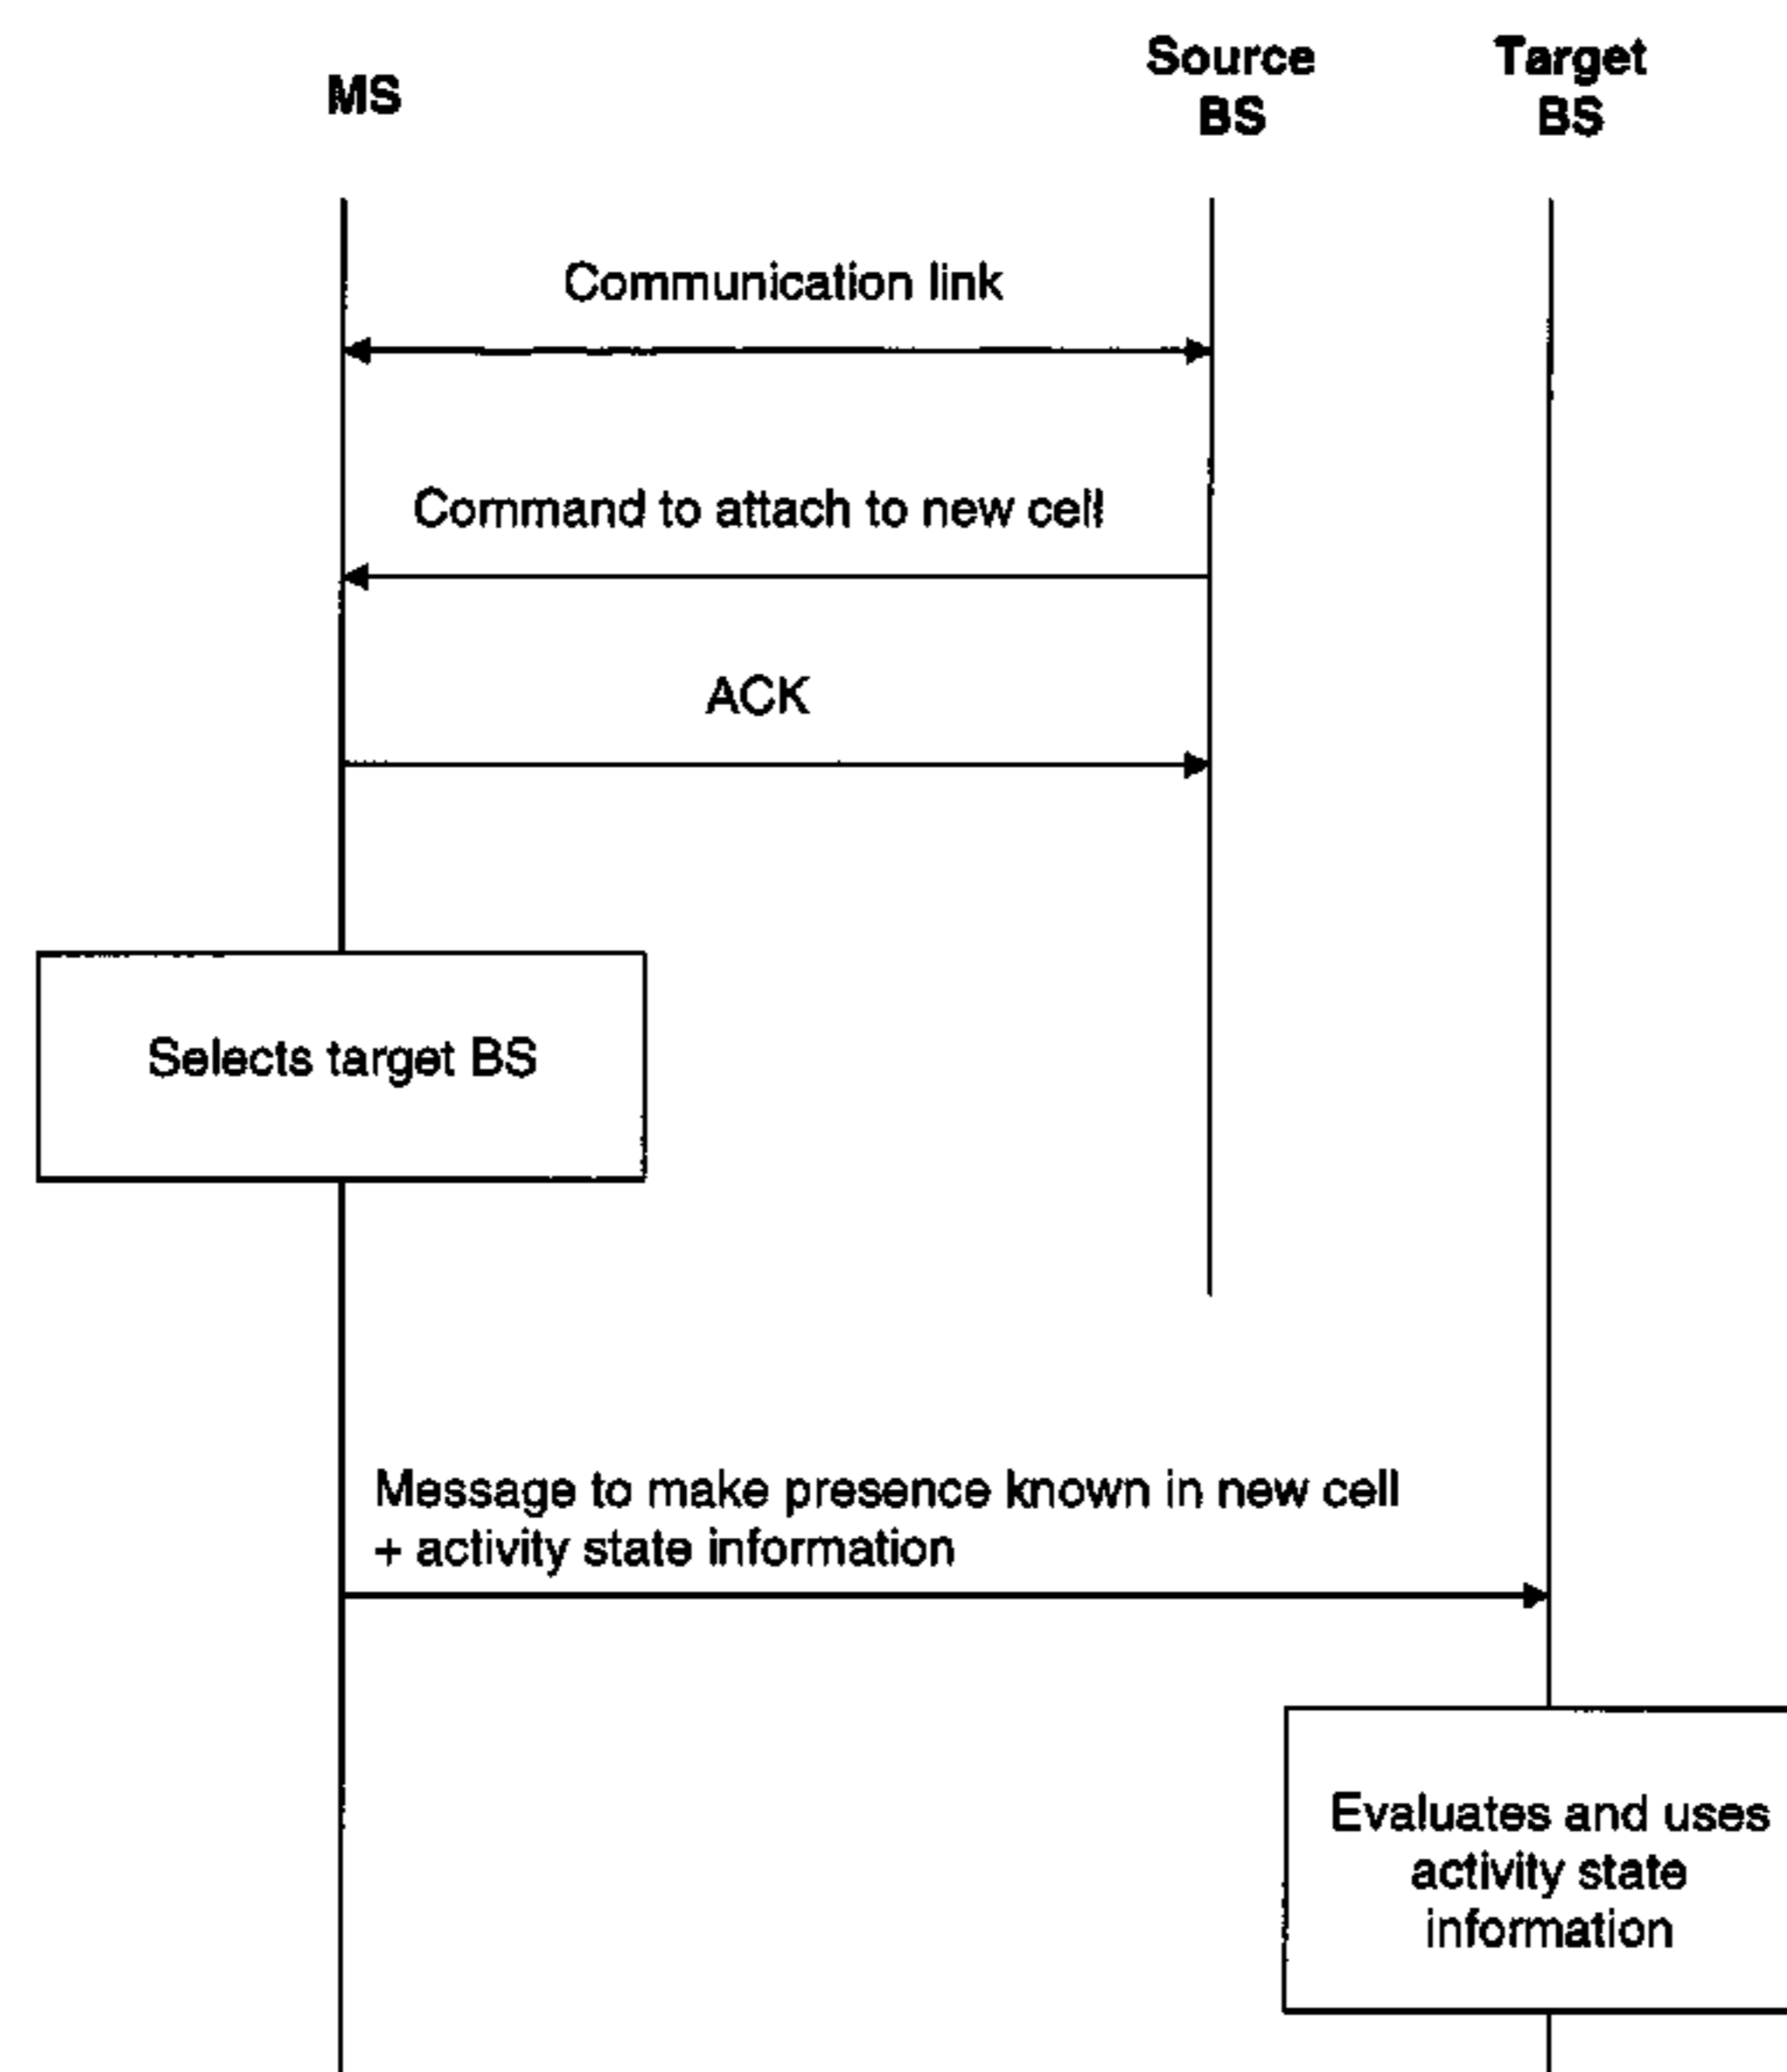 MS
Source
BS
Target
BS
Communication link
Command to attach to new cell
ACK
Selects target BS
Message to make presence known in new cell
+ activity state information
Evaluates and uses
activity state
information